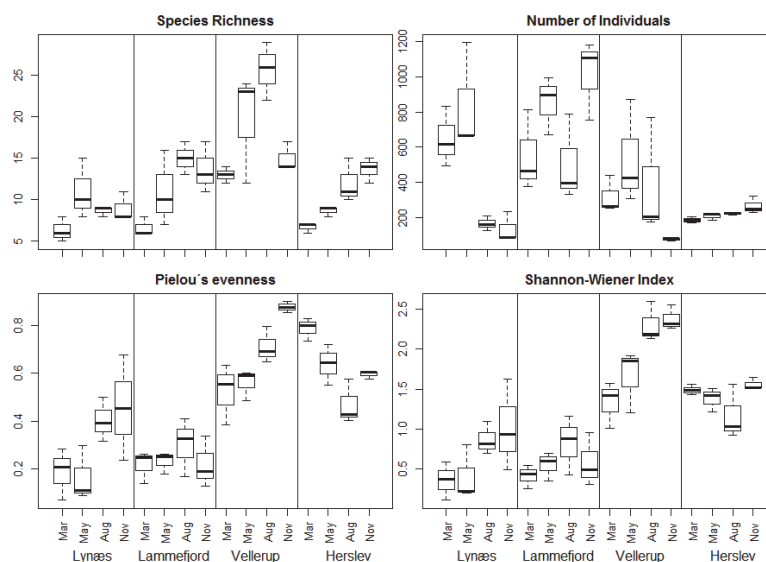 Species Richness
25
20
15
10
5
Number of Individuals
1200
1000
800
600
400
200
Pielou´s evenness
0.8
0.6
0.4
0.2
Mar May Aug Nov Mar May Aug Nov Mar May Aug Nov Mar May Aug Nov
Lynæs Lammefjord Vellerup Herslev
Shannon-Wiener Index
2.5
2.0
1.5
1.0
0.5
Mar May Aug Nov Mar May Aug Nov Mar May Aug Nov Mar May Aug Nov
Lynæs Lammefjord Vellerup Herslev